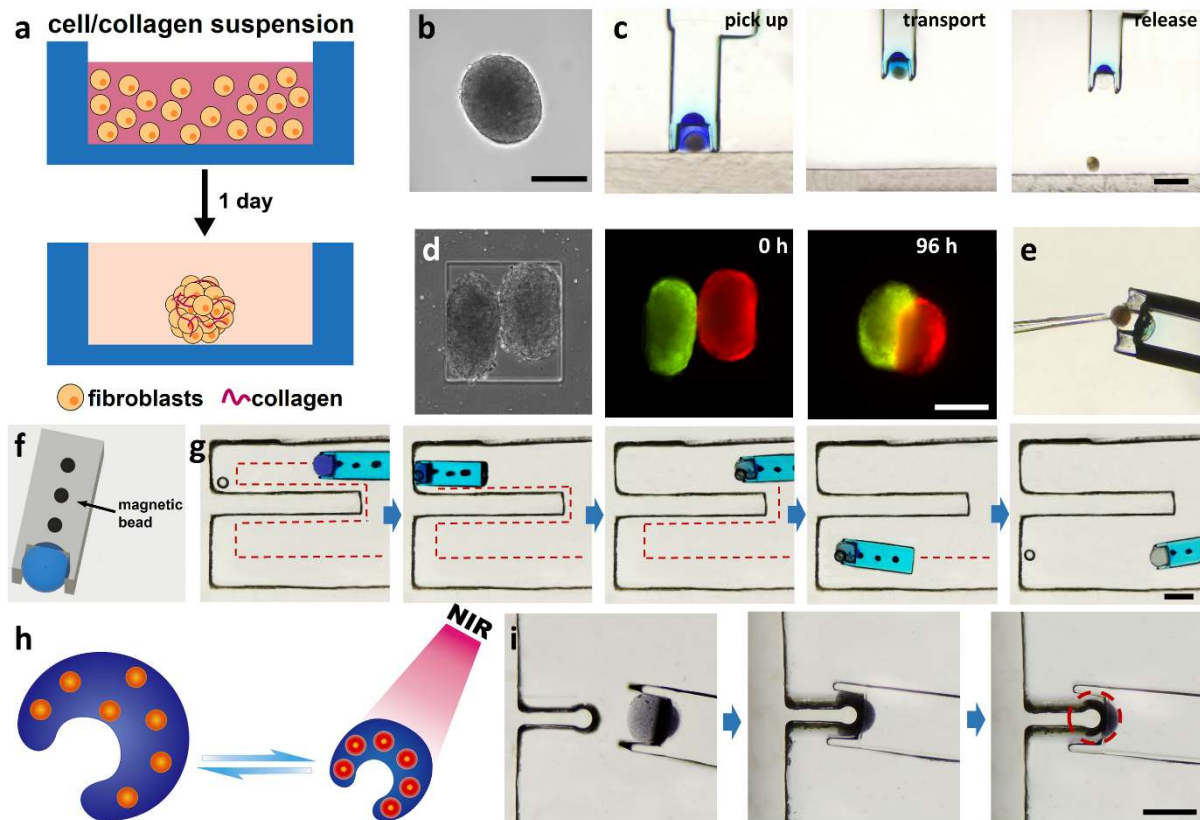 a
cell/collagen suspension
1 day
fibroblasts
collagen
b
c
pick up
transport
release
d
0 h
96 h
e
f
magnetic
bead
g
h
NIR
i